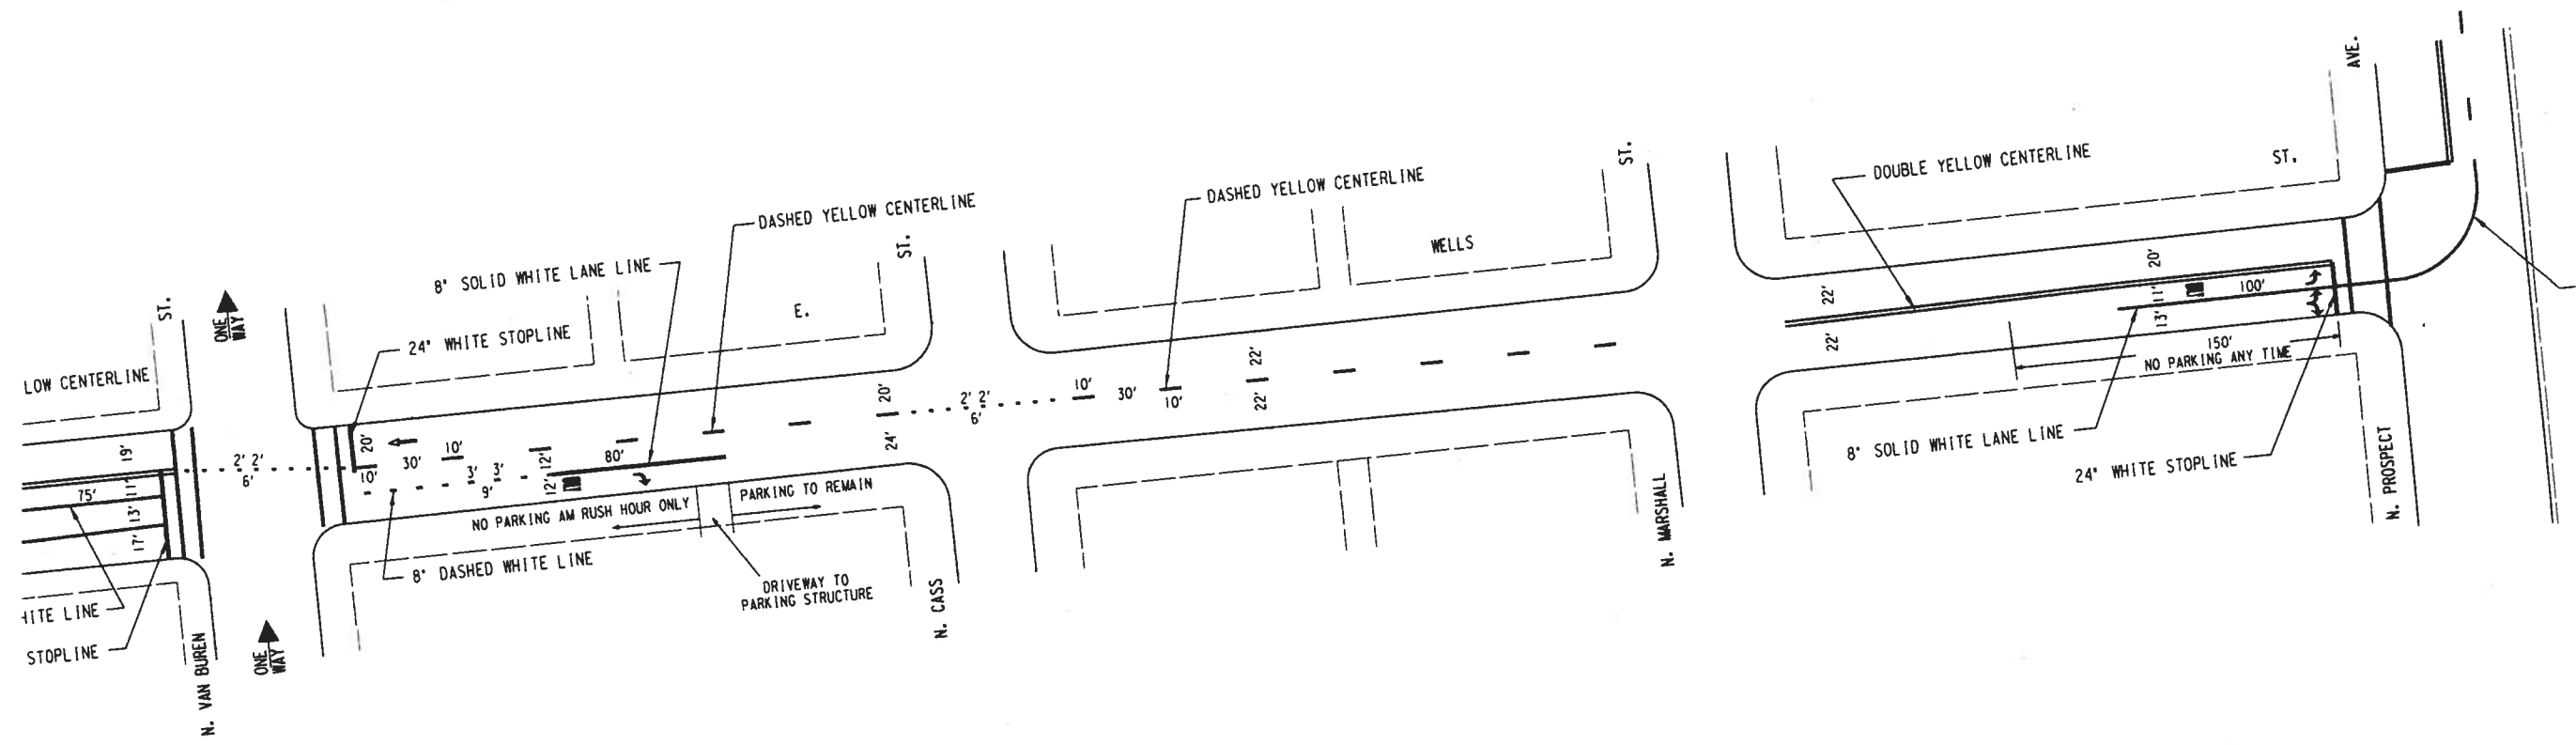 LOW CENTERLINE
75'
19'
11'
13'
17'
HITE LINE
STOPLINE
ST.
N. VAN BUREN
ONE
WAY
ONE
WAY
2' 2'
6'
24" WHITE STOPLINE
8" SOLID WHITE LANE LINE
DASHED YELLOW CENTERLINE
E.
ST.
20'
10'
30'
10'
3' 3'
9'
12'
12'
80'
20'
24'
NO PARKING AM RUSH HOUR ONLY
PARKING TO REMAIN
8" DASHED WHITE LINE
DRIVEWAY TO
PARKING STRUCTURE
N. CASS
2' 2'
6'
10'
30'
10'
DASHED YELLOW CENTERLINE
22'
22'
WELLS
ST.
N. MARSHALL
DOUBLE YELLOW CENTERLINE
ST.
AVE.
22'
22'
20'
11'
13'
100'
150'
NO PARKING ANY TIME
8" SOLID WHITE LANE LINE
24" WHITE STOPLINE
N. PROSPECT